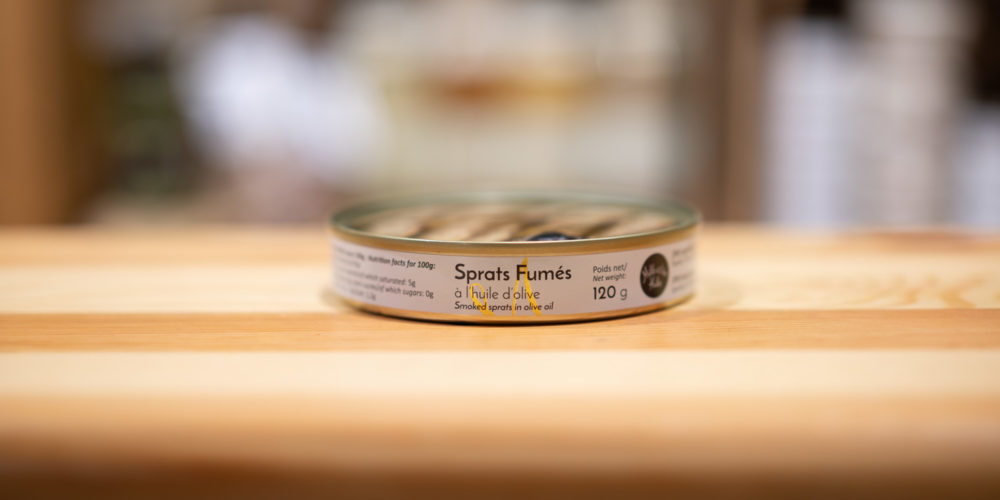 Nutrition facts for 100g:
which saturated: 5g
of which sugars: 0g
Sprats Fumés
à l'huile d'olive
Smoked sprats in olive oil
Poids net/
Net weight:
120 g